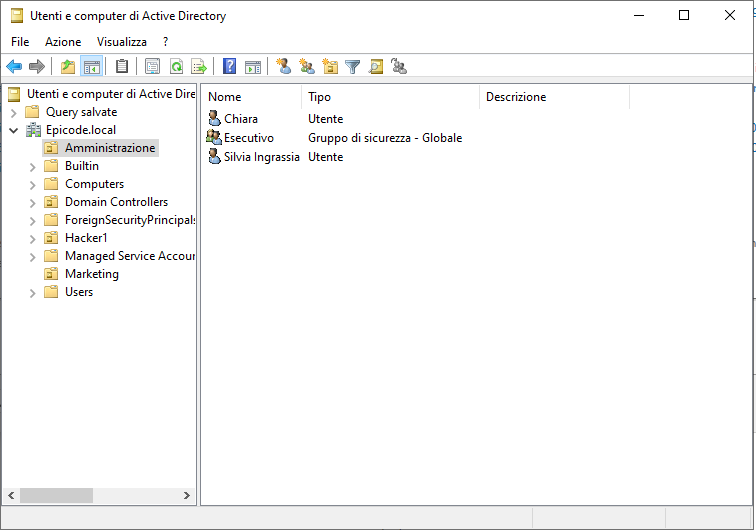 Utenti e computer di Active Directory
File Azione Visualizza ?
Utenti e computer di Active Dire
Query salvate
Epicode.local
Amministrazione
Builtin
Computers
Domain Controllers
ForeignSecurityPrincipals
Hacker1
Managed Service Accour
Marketing
Users
Nome Tipo Descrizione
Chiara Utente
Esecutivo Gruppo di sicurezza - Globale
Silvia Ingrassia Utente